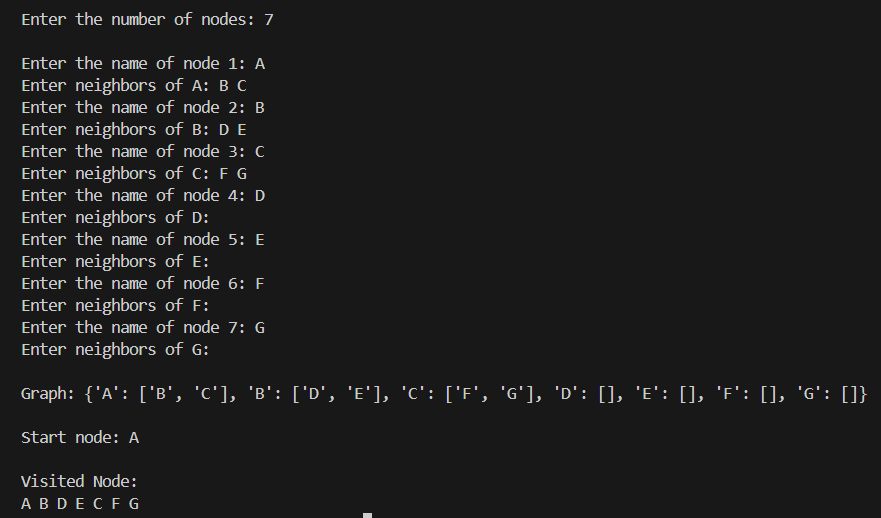 Enter the number of nodes: 7
Enter the name of node 1: A
Enter neighbors of A: B C
Enter the name of node 2: B
Enter neighbors of B: D E
Enter the name of node 3: C
Enter neighbors of C: F G
Enter the name of node 4: D
Enter neighbors of D:
Enter the name of node 5: E
Enter neighbors of E:
Enter the name of node 6: F
Enter neighbors of F:
Enter the name of node 7: G
Enter neighbors of G:
Graph: {'A': ['B', 'C'], 'B': ['D', 'E'], 'C': ['F', 'G'], 'D': [], 'E': [], 'F': [], 'G': []}
Start node: A
Visited Node:
A B D E C F G